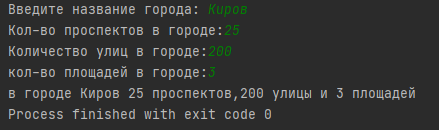 Введите название города: Киров
Кол-во проспектов в городе:25
Количество улиц в городе:200
кол-во площадей в городе:3
в городе Киров 25 проспектов,200 улицы и 3 площадей
Process finished with exit code 0